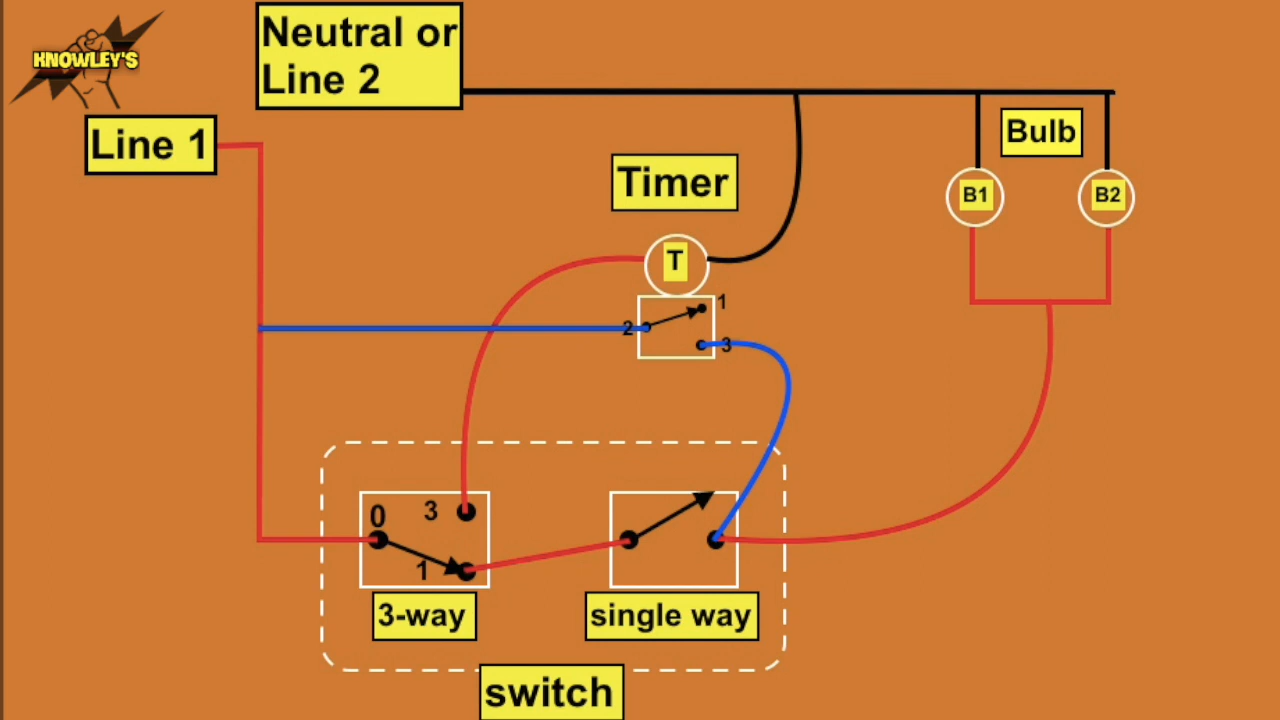 KNOWLEY'S
Neutral or
Line 2
Line 1
Bulb
Timer
B1
B2
T
1
2
3
0
3
1
3-way
single way
switch